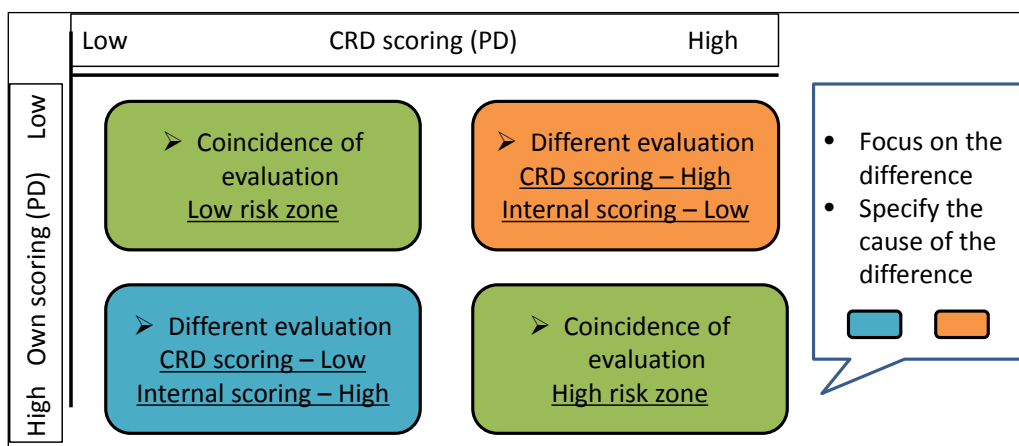 Low CRD scoring (PD) High
High Own scoring (PD) Low
➢ Coincidence of
evaluation
Low risk zone
➢ Different evaluation
CRD scoring – High
Internal scoring – Low
➢ Different evaluation
CRD scoring – Low
Internal scoring – High
➢ Coincidence of
evaluation
High risk zone
• Focus on the
difference
• Specify the
cause of the
difference